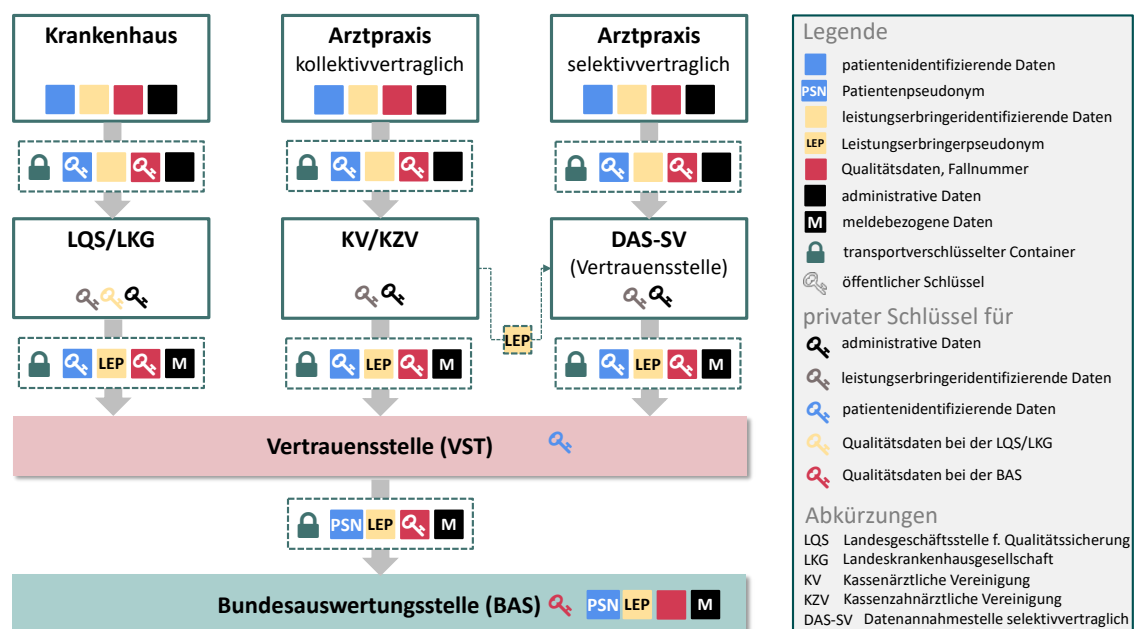 Krankenhaus
Arztpraxis
kollektivvertraglich
Arztpraxis
selektivvertraglich
LQS/LKG
KV/KZV
DAS-SV
(Vertrauensstelle)
LEP
LEP
M
LEP
M
LEP
M
Vertrauensstelle (VST)
PSN
LEP
M
Bundesauswertungsstelle (BAS)
PSN
LEP
M
Legende
patientenidentifizierende Daten
PSN Patientenpseudonym
leistungserbringeridentifizierende Daten
LEP Leistungserbringerpseudonym
Qualitätsdaten, Fallnummer
administrative Daten
M meldebezogene Daten
transportverschlüsselter Container
öffentlicher Schlüssel
privater Schlüssel für
administrative Daten
leistungserbringeridentifizierende Daten
patientenidentifizierende Daten
Qualitätsdaten bei der LQS/LKG
Qualitätsdaten bei der BAS
Abkürzungen
LQS Landesgeschäftsstelle f. Qualitätssicherung
LKG Landeskrankenhausgesellschaft
KV Kassenärztliche Vereinigung
KZV Kassenzahnärztliche Vereinigung
DAS-SV Datenannahmestelle selektivvertraglich